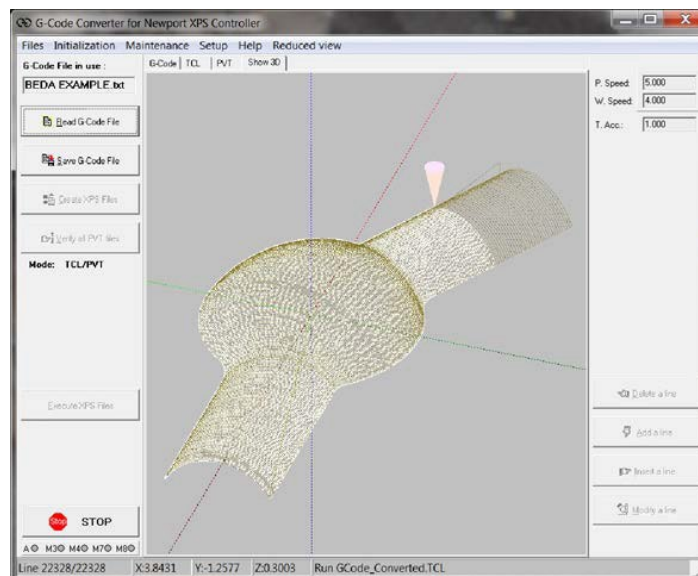 G-Code Converter for Newport XPS Controller
Files Initialization Maintenance Setup Help Reduced view
G-Code File in use :
BEDA EXAMPLE.txt
Read G-Code File
Save G-Code File
Create XPS Files
Verify all PVT files
Mode: TCL/PVT
Execute XPS Files
Stop STOP
A M3 M4 M7 M8
G-Code TCL PVT Show 3D
P. Speed: 5.000
W. Speed: 4.000
T. Acc.: 1.000
Delete a line
Add a line
Insert a line
Modify a line
Line 22328/22328 X:3.8431 Y:-1.2577 Z:0.3003 Run GCode_Converted.TCL